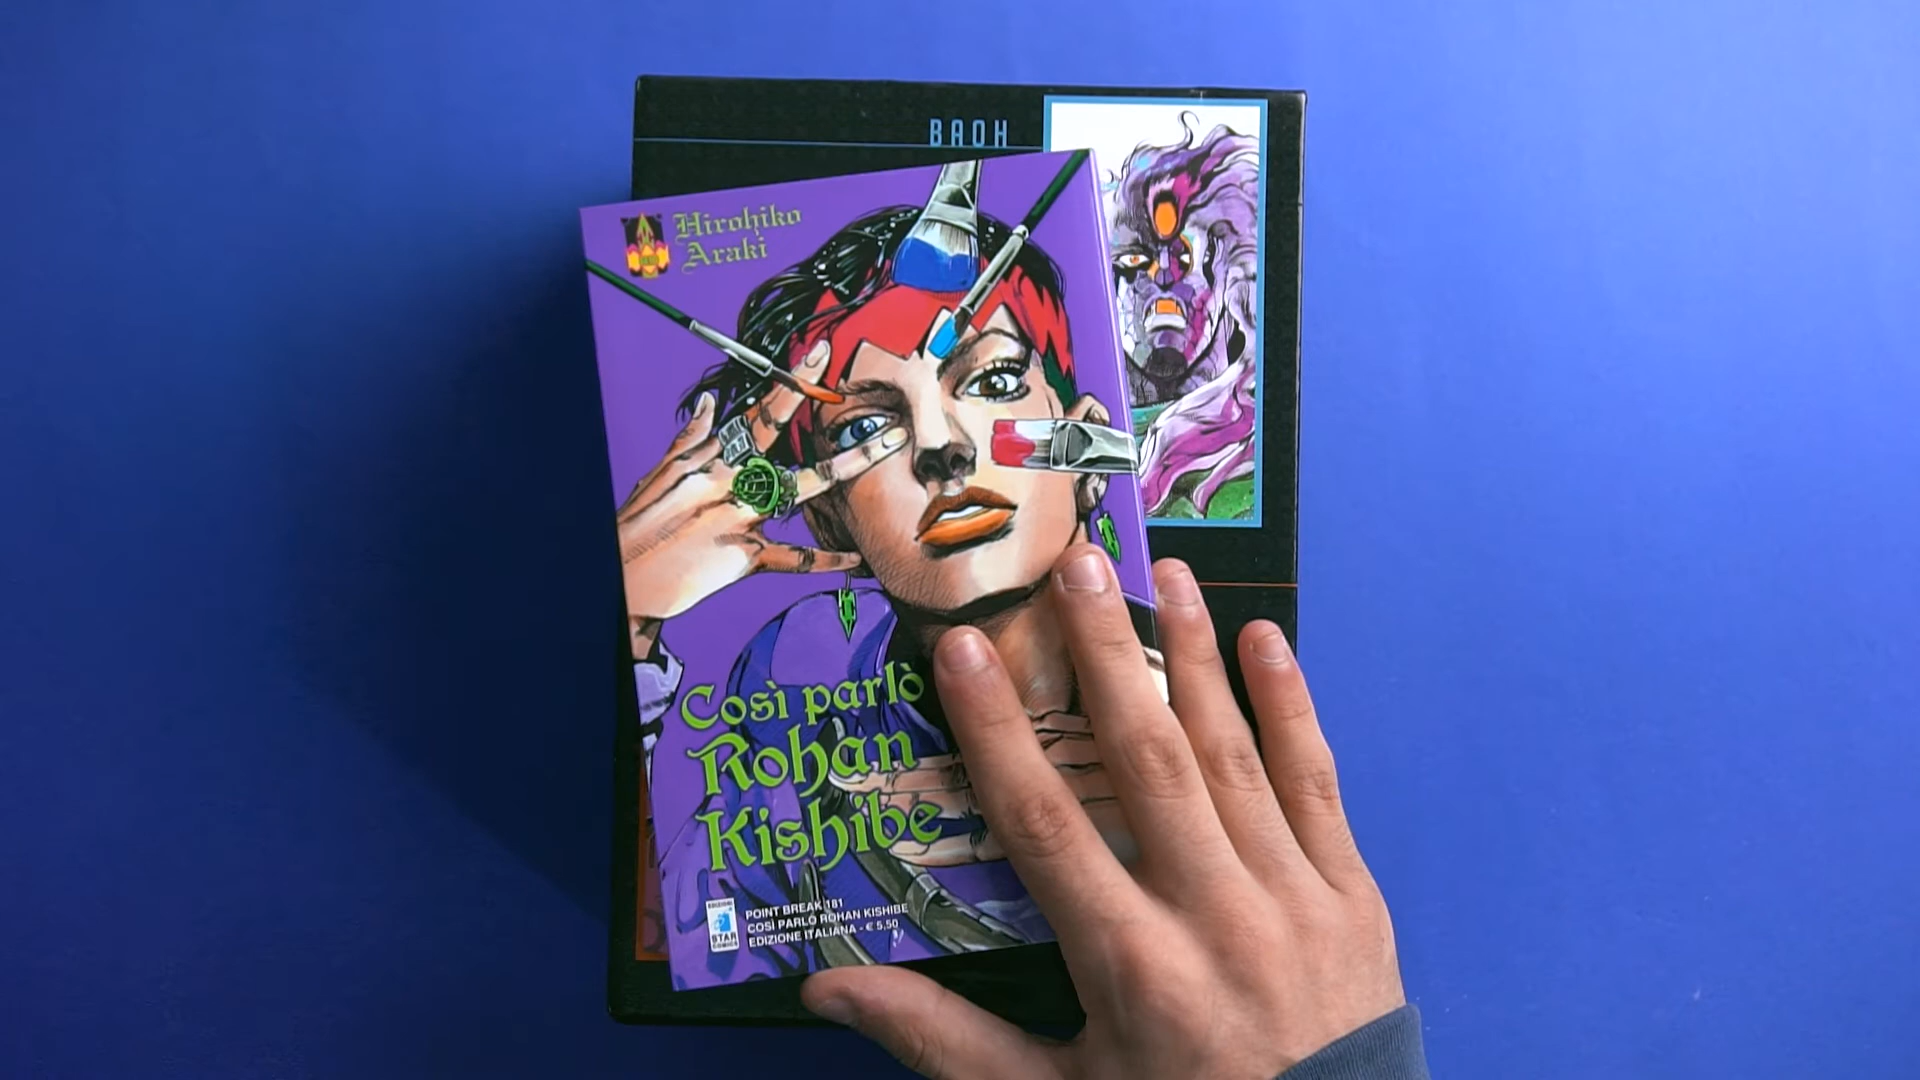 BAOH
Hirohiko
Araki
Così parlò
Rohan
Kishibe
POINT BREAK 181
COSÌ PARLÒ ROHAN KISHIBE
EDIZIONE ITALIANA - € 5,50
EDIZIONI
STAR
COMICS